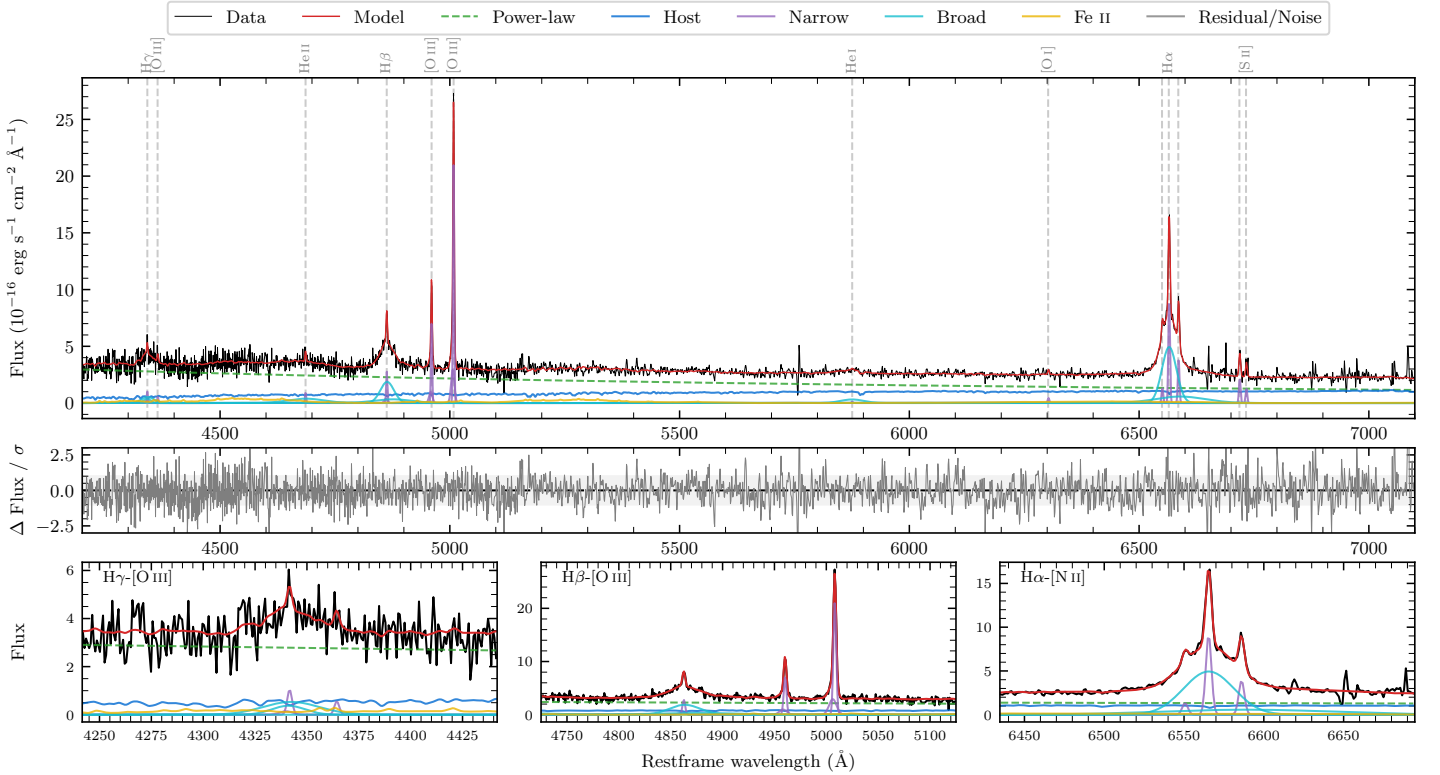 Data Model Power-law Host Narrow Broad Fe II Residual/Noise
Hγ [O III] He II Hβ [O III] [O III] He I [O I] Hα [S II]
Flux (10⁻¹⁶ erg s⁻¹ cm⁻² Å⁻¹)
25
20
15
10
5
0
4500 5000 5500 6000 6500 7000
Δ Flux / σ
2.5
0.0
−2.5
4500 5000 5500 6000 6500 7000
Flux
Hγ-[O III]
6
4
2
0
4250 4275 4300 4325 4350 4375 4400 4425
Hβ-[O III]
20
10
0
4750 4800 4850 4900 4950 5000 5050 5100
Hα-[N II]
15
10
5
0
6450 6500 6550 6600 6650
Restframe wavelength (Å)